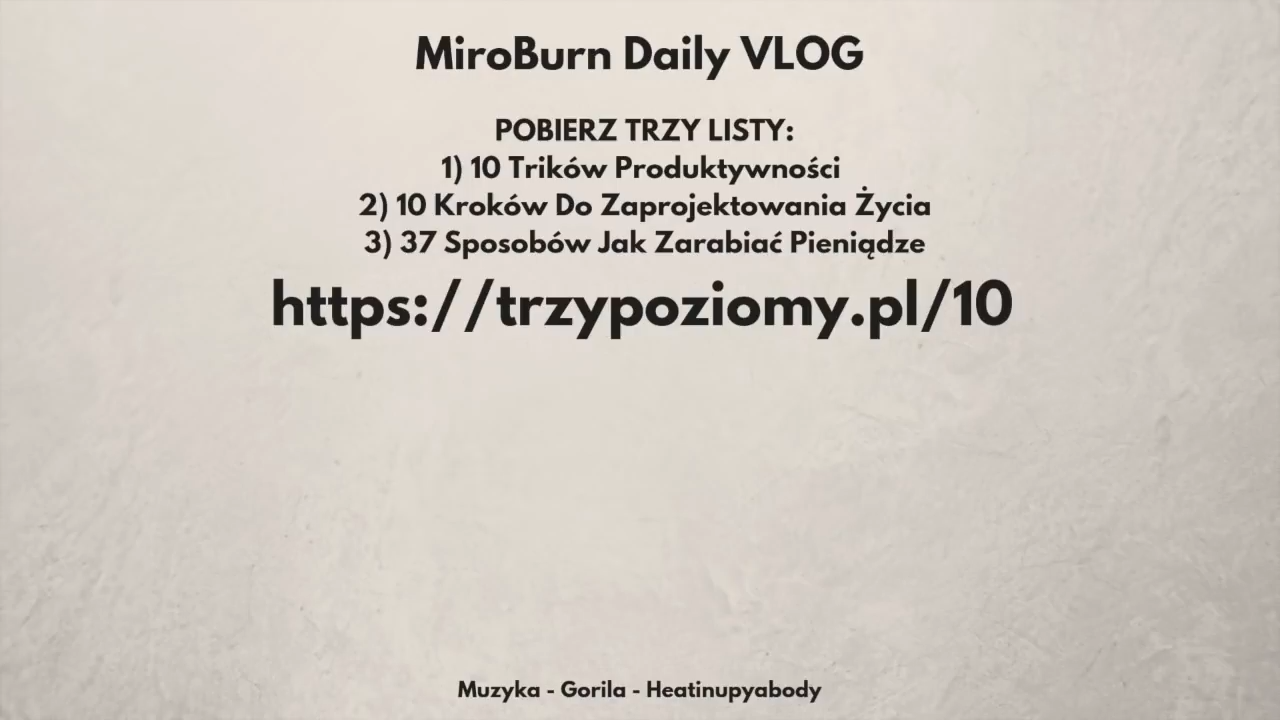 MiroBurn Daily VLOG
POBIERZ TRZY LISTY:
1) 10 Trików Produktywności
2) 10 Kroków Do Zaprojektowania Życia
3) 37 Sposobów Jak Zarabiać Pieniądze
https://trzypoziomy.pl/10
Muzyka - Gorila - Heatinupyabody